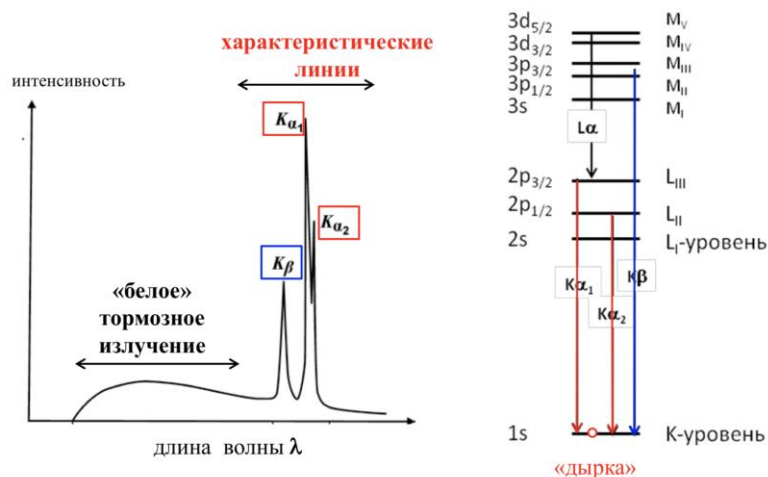 характеристические
линии
интенсивность
Kα1
Kα2
Kβ
«белое»
тормозное
излучение
длина волны λ
3d5/2 MV
3d3/2 MIV
3p3/2 MIII
3p1/2 MII
3s MI
Lα
2p3/2 LIII
2p1/2 LII
2s LI-уровень
Kα1 Kα2 Kβ
1s K-уровень
«дырка»